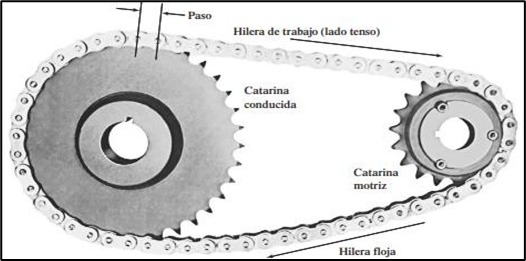 Paso
Hilera de trabajo (lado tenso)
Catarina
conducida
Catarina
motriz
Hilera floja